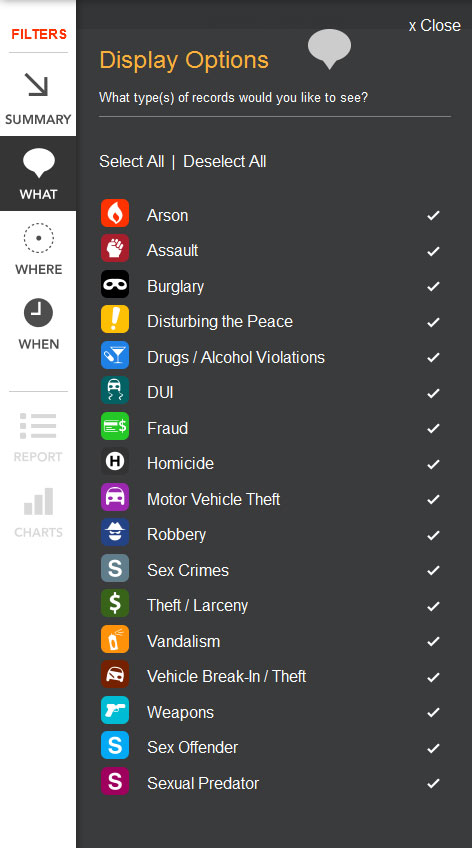 FILTERS
SUMMARY
WHAT
WHERE
WHEN
REPORT
CHARTS
x Close
Display Options
What type(s) of records would you like to see?
Select All | Deselect All
Arson
Assault
Burglary
Disturbing the Peace
Drugs / Alcohol Violations
DUI
Fraud
H Homicide
Motor Vehicle Theft
Robbery
S Sex Crimes
$ Theft / Larceny
Vandalism
Vehicle Break-In / Theft
Weapons
S Sex Offender
S Sexual Predator